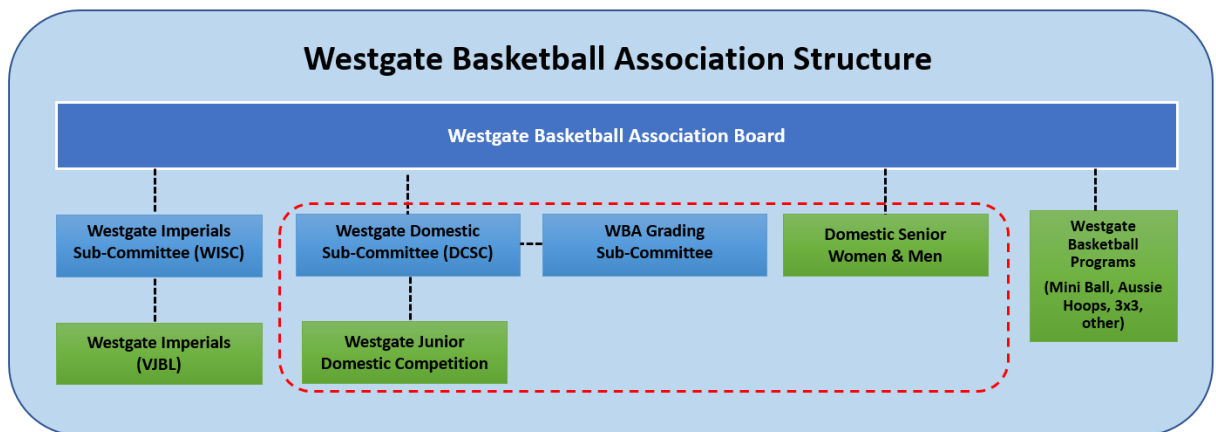 Westgate Basketball Association Structure
Westgate Basketball Association Board
Westgate Imperials
Sub-Committee (WISC)
Westgate Domestic
Sub-Committee (DCSC)
WBA Grading
Sub-Committee
Domestic Senior
Women & Men
Westgate
Basketball
Programs
(Mini Ball, Aussie
Hoops, 3x3,
other)
Westgate Imperials
(VJBL)
Westgate Junior
Domestic Competition